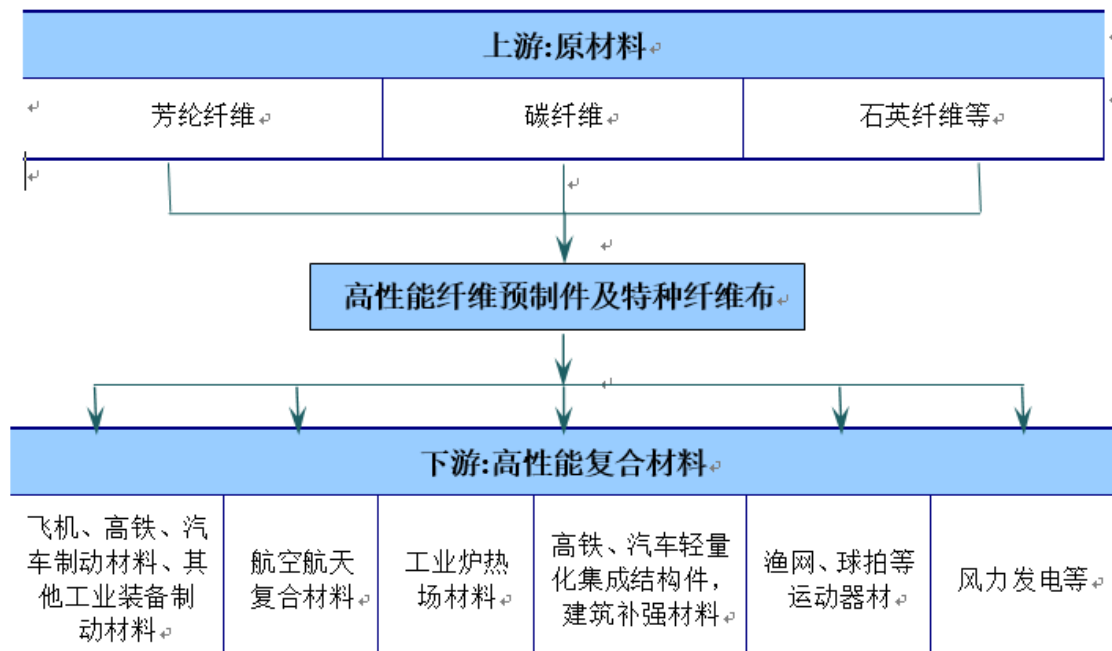 上游:原材料
芳纶纤维
碳纤维
石英纤维等
高性能纤维预制件及特种纤维布
下游:高性能复合材料
飞机、高铁、汽
车制动材料、其
他工业装备制
动材料
航空航天
复合材料
工业炉热
场材料
高铁、汽车轻量
化集成结构件，
建筑补强材料
渔网、球拍等
运动器材
风力发电等